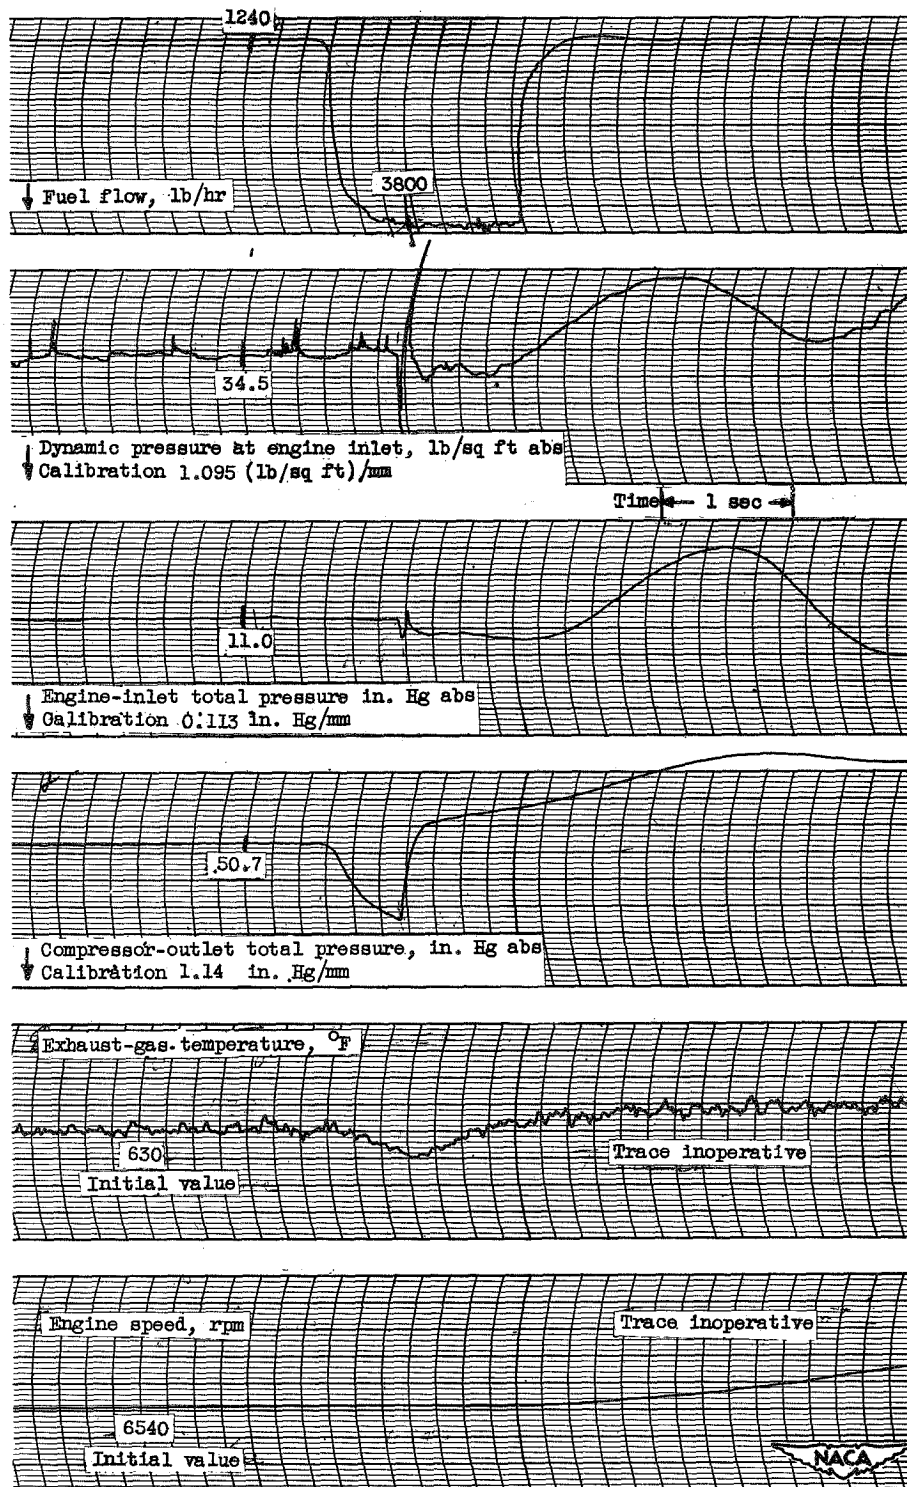 1240
3800
Fuel flow, lb/hr
34.5
Dynamic pressure at engine inlet, lb/sq ft abs
Calibration 1.095 (lb/sq ft)/mm
Time 1 sec
11.0
Engine-inlet total pressure in. Hg abs
Calibration 0.113 in. Hg/mm
50.7
Compressor-outlet total pressure, in. Hg abs
Calibration 1.14 in. Hg/mm
Exhaust-gas temperature, °F
630
Trace inoperative
Initial value
Engine speed, rpm
Trace inoperative
6540
Initial value
NACA